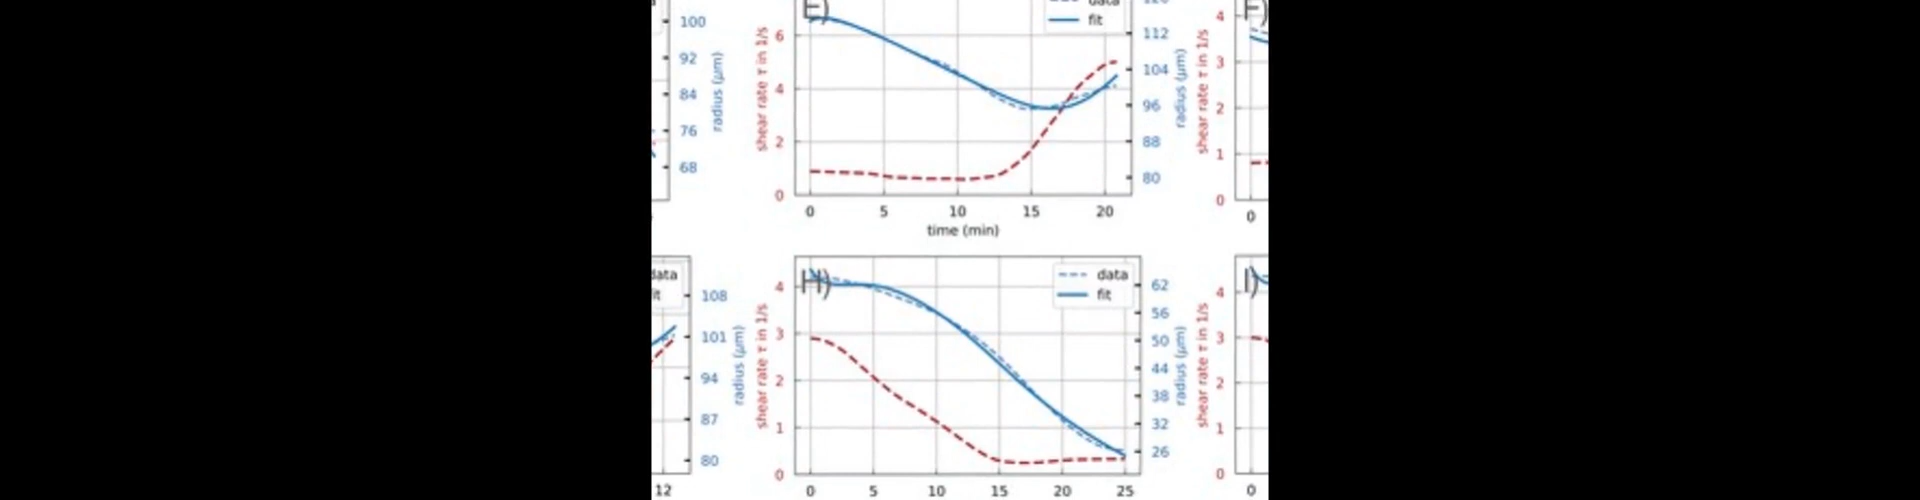 100
92
84
76
68
radius (μm)
E)
data
fit
6
4
2
0
shear rate τ in 1/s
112
104
96
88
80
radius (μm)
0 5 10 15 20
time (min)
F)
4
3
2
1
0
shear rate τ in 1/s
0
data
fit
108
101
94
87
80
radius (μm)
12
H)
data
fit
4
3
2
1
0
shear rate τ in 1/s
62
56
50
44
38
32
26
radius (μm)
0 5 10 15 20 25
I)
4
3
2
1
0
shear rate τ in 1/s
0